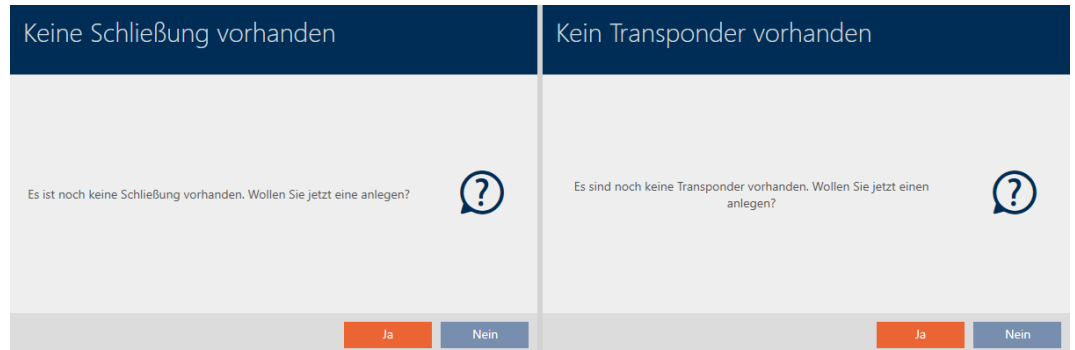 Keine Schließung vorhanden
Es ist noch keine Schließung vorhanden. Wollen Sie jetzt eine anlegen?
Ja
Nein
Kein Transponder vorhanden
Es sind noch keine Transponder vorhanden. Wollen Sie jetzt einen
anlegen?
Ja
Nein